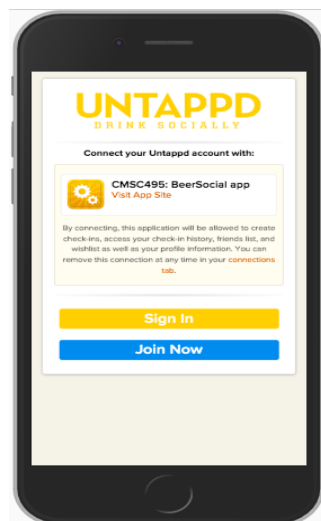 UNTAPPD
DRINK SOCIALLY
Connect your Untappd account with:
CMSC495: BeerSocial app
Visit App Site
By connecting, this application will be allowed to create
check-ins, access your check-in history, friends list, and
wishlist as well as your profile information. You can
remove this connection at any time in your connections
tab.
Sign In
Join Now